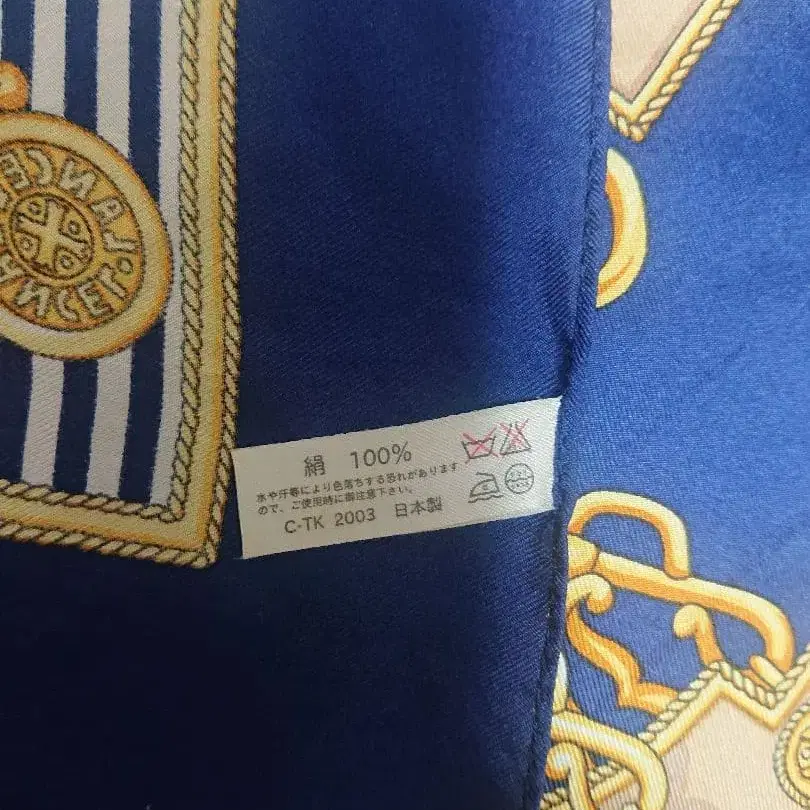 絹 100%
水や汗等により色落ちする恐れがあります
ので、ご使用時に御注意下さい。
C-TK 2003 日本製